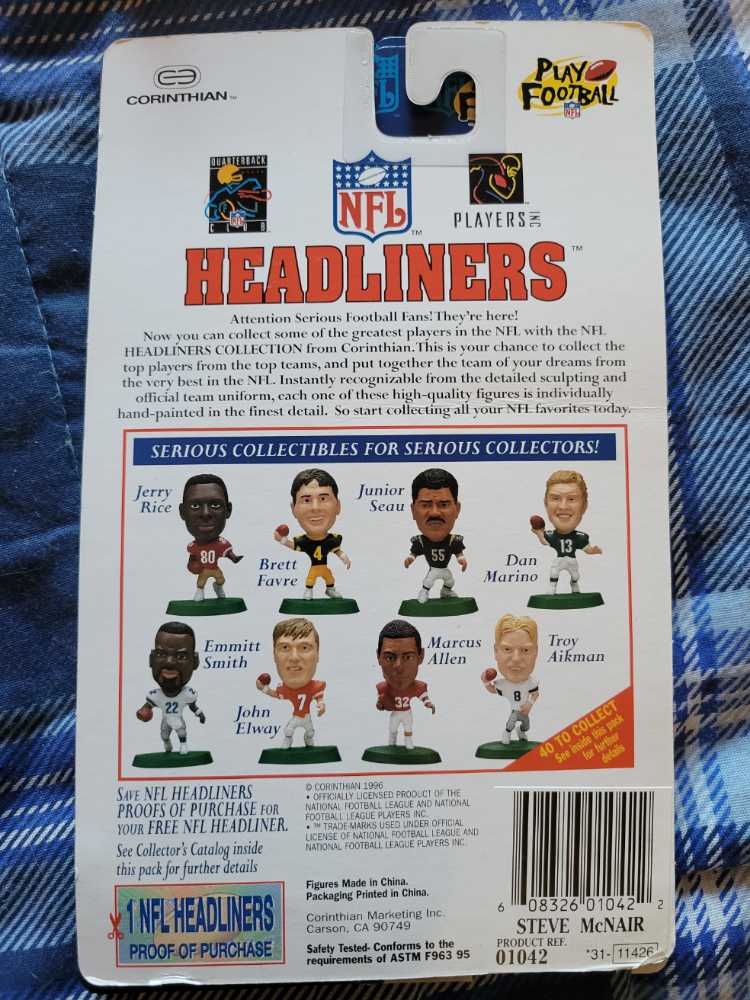 CORINTHIAN™
PLAY
FOOTBALL
NFL
QUARTERBACK
NFL
CLUB
NFL™
PLAYERS INC
HEADLINERS™
Attention Serious Football Fans! They're here!
Now you can collect some of the greatest players in the NFL with the NFL
HEADLINERS COLLECTION from Corinthian. This is your chance to collect the
top players from the top teams, and put together the team of your dreams from
the very best in the NFL. Instantly recognizable from the detailed sculpting and
official team uniform, each one of these high-quality figures is individually
hand-painted in the finest detail. So start collecting all your NFL favorites today.
SERIOUS COLLECTIBLES FOR SERIOUS COLLECTORS!
Jerry
Rice
80
Brett
Favre
4
Junior
Seau
55
Dan
Marino
13
Emmitt
Smith
22
John
Elway
7
Marcus
Allen
32
Troy
Aikman
8
40 TO COLLECT
See inside this pack
for further
details
SAVE NFL HEADLINERS
PROOFS OF PURCHASE FOR
YOUR FREE NFL HEADLINER.
See Collector's Catalog inside
this pack for further details
1 NFL HEADLINERS
PROOF OF PURCHASE
© CORINTHIAN 1996
• OFFICIALLY LICENSED PRODUCT OF THE
NATIONAL FOOTBALL LEAGUE AND NATIONAL
FOOTBALL LEAGUE PLAYERS INC.
• ™ TRADE-MARKS USED UNDER OFFICIAL
LICENSE OF NATIONAL FOOTBALL LEAGUE AND
NATIONAL FOOTBALL LEAGUE PLAYERS INC.
Figures Made in China.
Packaging Printed in China.
Corinthian Marketing Inc.
Carson, CA 90749
Safety Tested- Conforms to the
requirements of ASTM F963 95
6 08326 01042 2
STEVE McNAIR
PRODUCT REF.
01042
*31- 11426